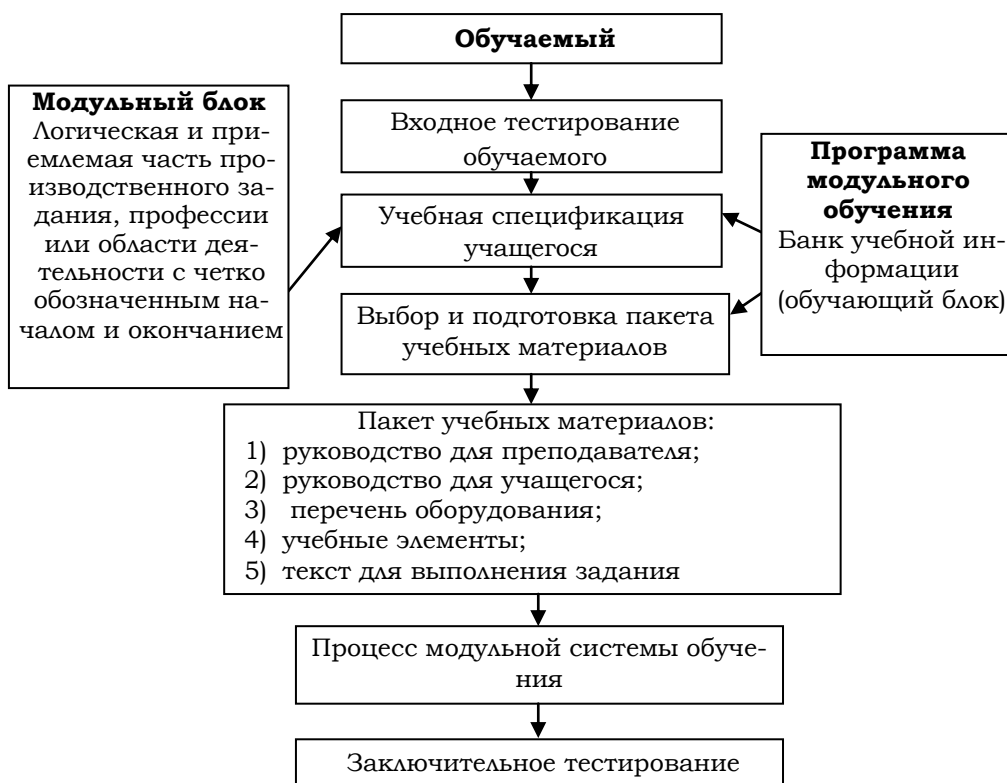 Обучаемый
Модульный блок
Логическая и при-
емлемая часть про-
изводственного за-
дания, профессии
или области дея-
тельности с четко
обозначенным на-
чалом и окончанием
Входное тестирование
обучаемого
Программа
модульного
обучения
Банк учебной ин-
формации
(обучающий блок)
Учебная спецификация
учащегося
Выбор и подготовка пакета
учебных материалов
Пакет учебных материалов:
1) руководство для преподавателя;
2) руководство для учащегося;
3) перечень оборудования;
4) учебные элементы;
5) текст для выполнения задания
Процесс модульной системы обуче-
ния
Заключительное тестирование